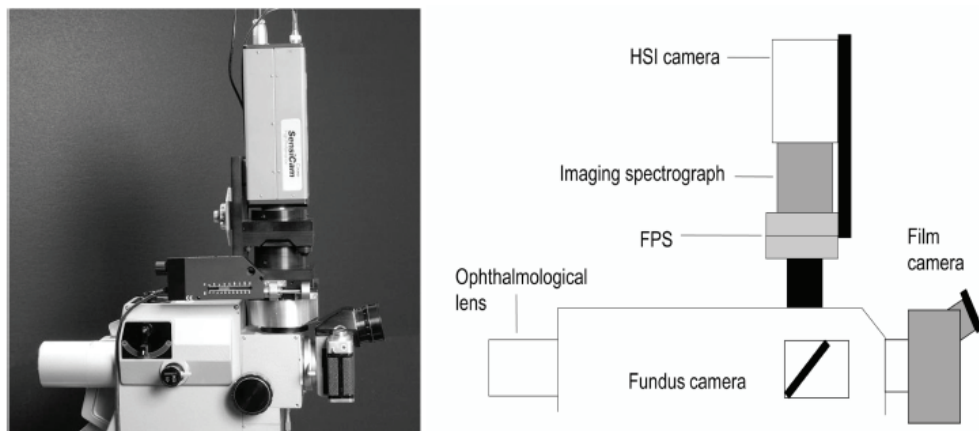 SensiCam
HSI camera
Imaging spectrograph
FPS
Film
camera
Ophthalmological
lens
Fundus camera